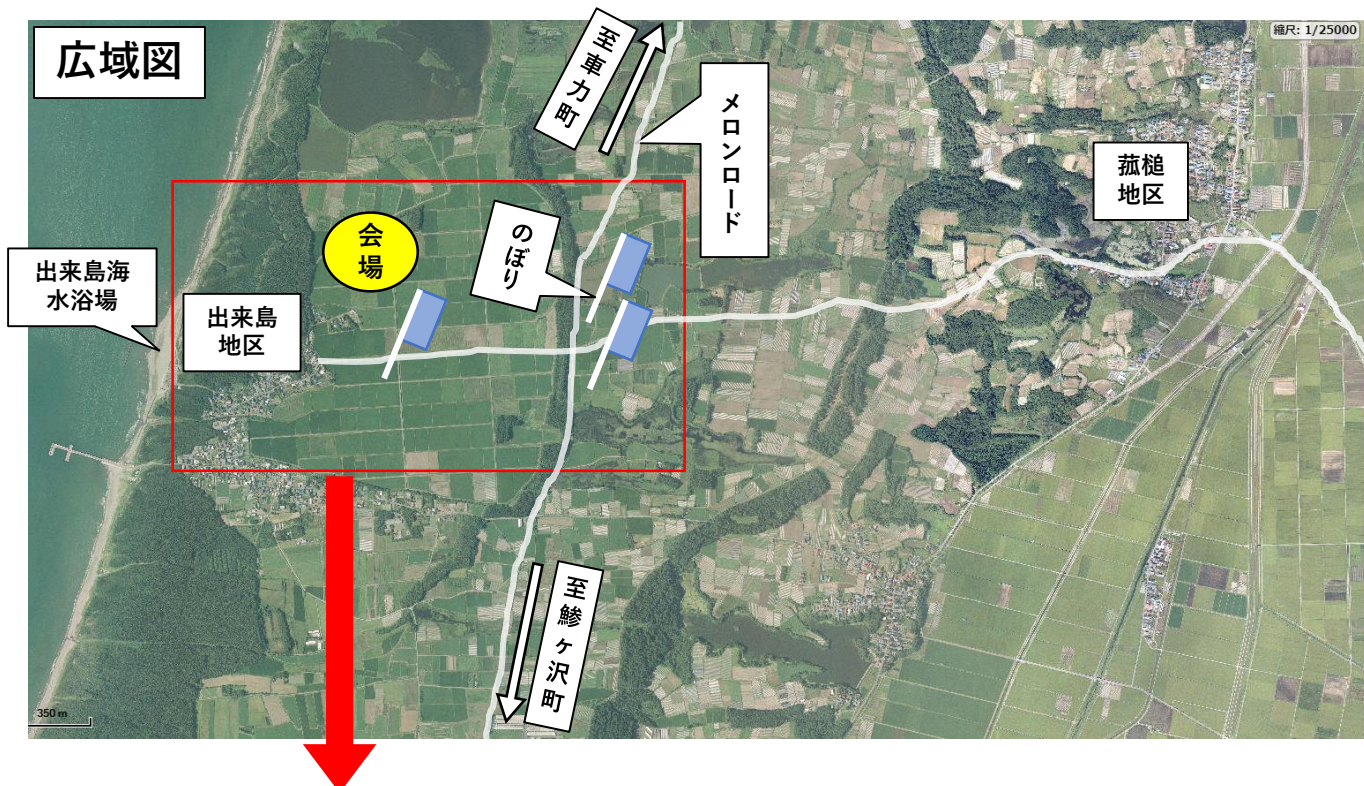 広域図
縮尺: 1/25000
至車力町
メロンロード
菰槌
地区
会
場
のぼり
出来島海
水浴場
出来島
地区
至鰺ヶ沢町
350 m